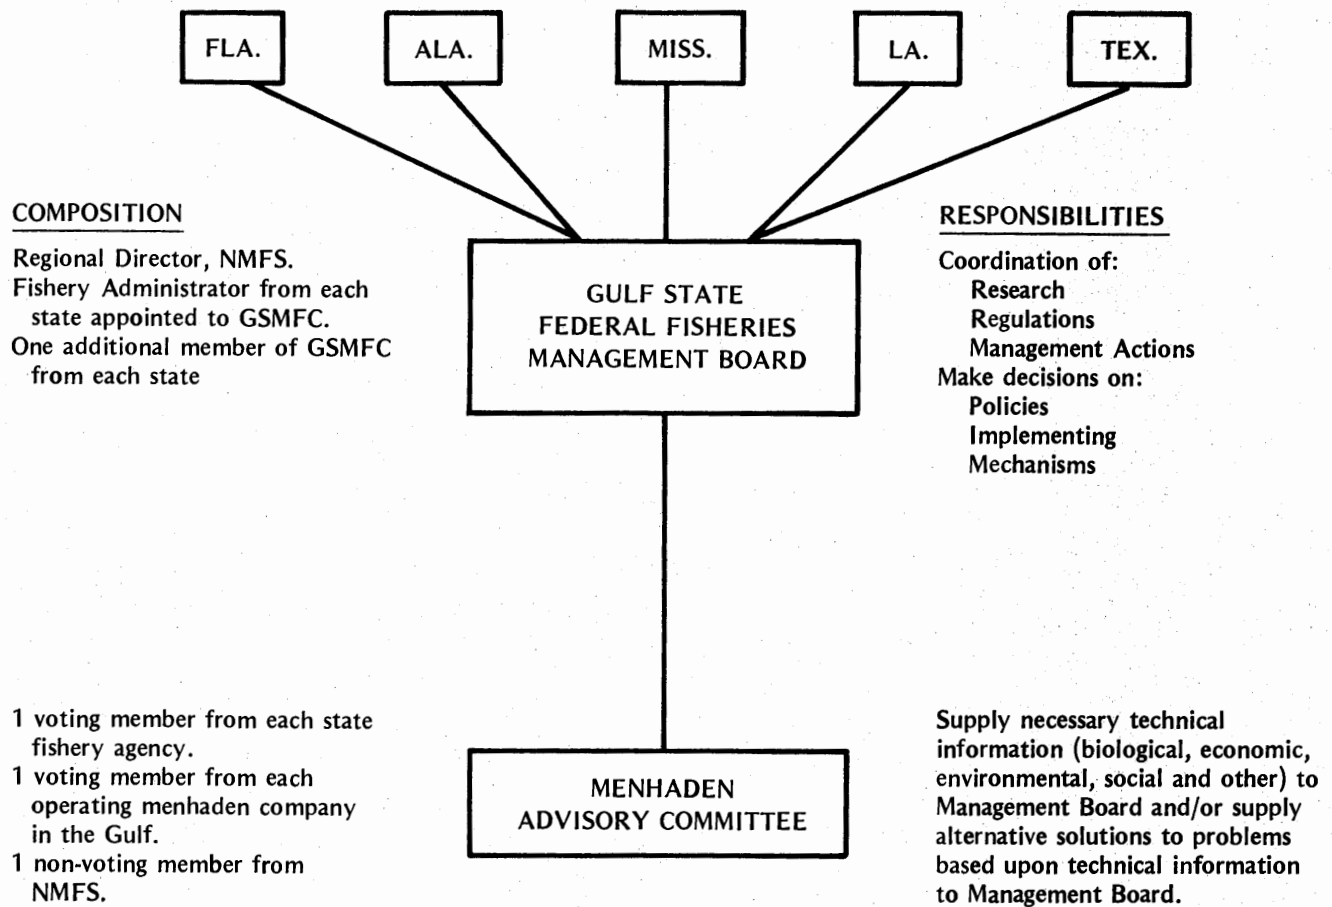 FLA.
ALA.
MISS.
LA.
TEX.
COMPOSITION
Regional Director, NMFS.
Fishery Administrator from each
state appointed to GSMFC.
One additional member of GSMFC
from each state
GULF STATE
FEDERAL FISHERIES
MANAGEMENT BOARD
RESPONSIBILITIES
Coordination of:
Research
Regulations
Management Actions
Make decisions on:
Policies
Implementing
Mechanisms
1 voting member from each state
fishery agency.
1 voting member from each
operating menhaden company
in the Gulf.
1 non-voting member from
NMFS.
MENHADEN
ADVISORY COMMITTEE
Supply necessary technical
information (biological, economic,
environmental, social and other) to
Management Board and/or supply
alternative solutions to problems
based upon technical information
to Management Board.